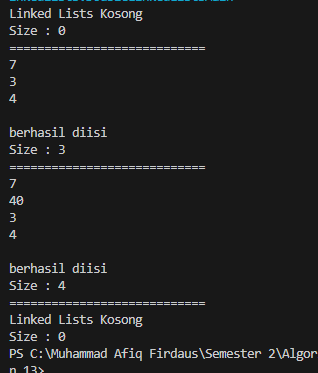 Linked Lists Kosong
Size : 0
============================
7
3
4
berhasil diisi
Size : 3
============================
7
40
3
4
berhasil diisi
Size : 4
============================
Linked Lists Kosong
Size : 0
PS C:\Muhammad Afiq Firdaus\Semester 2\Algor
n 13>